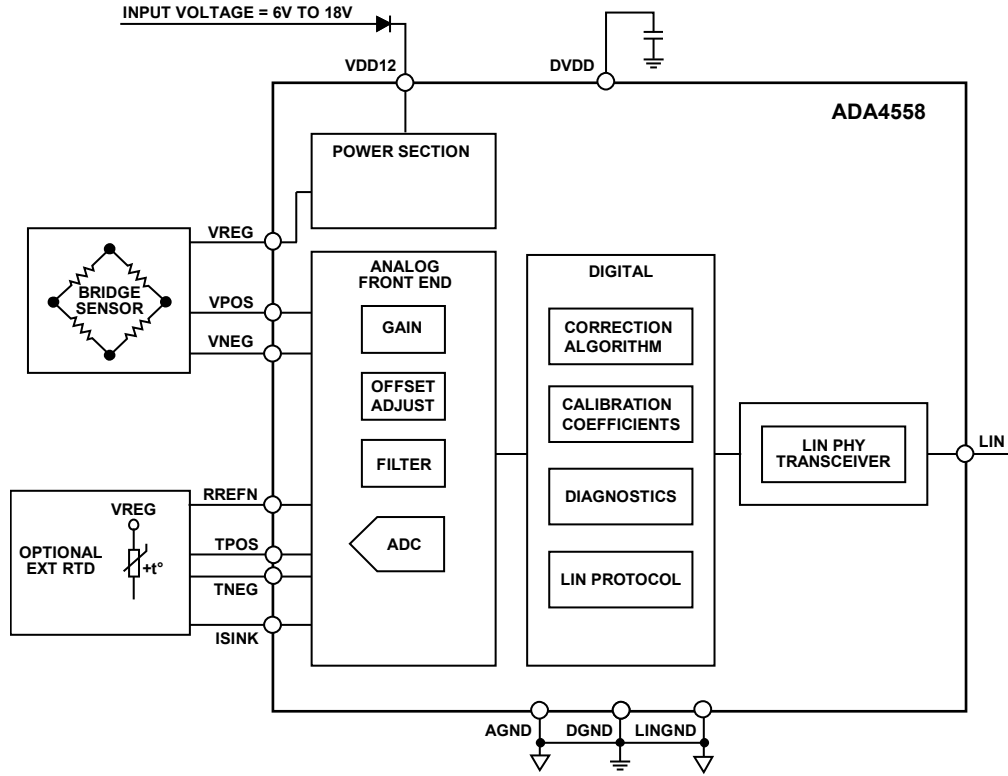 INPUT VOLTAGE = 6V TO 18V
VDD12
DVDD
ADA4558
POWER SECTION
VREG
BRIDGE
SENSOR
VPOS
VNEG
ANALOG
FRONT END
GAIN
OFFSET
ADJUST
FILTER
ADC
DIGITAL
CORRECTION
ALGORITHM
CALIBRATION
COEFFICIENTS
DIAGNOSTICS
LIN PROTOCOL
LIN PHY
TRANSCEIVER
LIN
RREFN
VREG
OPTIONAL
EXT RTD
+t°
TPOS
TNEG
ISINK
AGND
DGND
LINGND